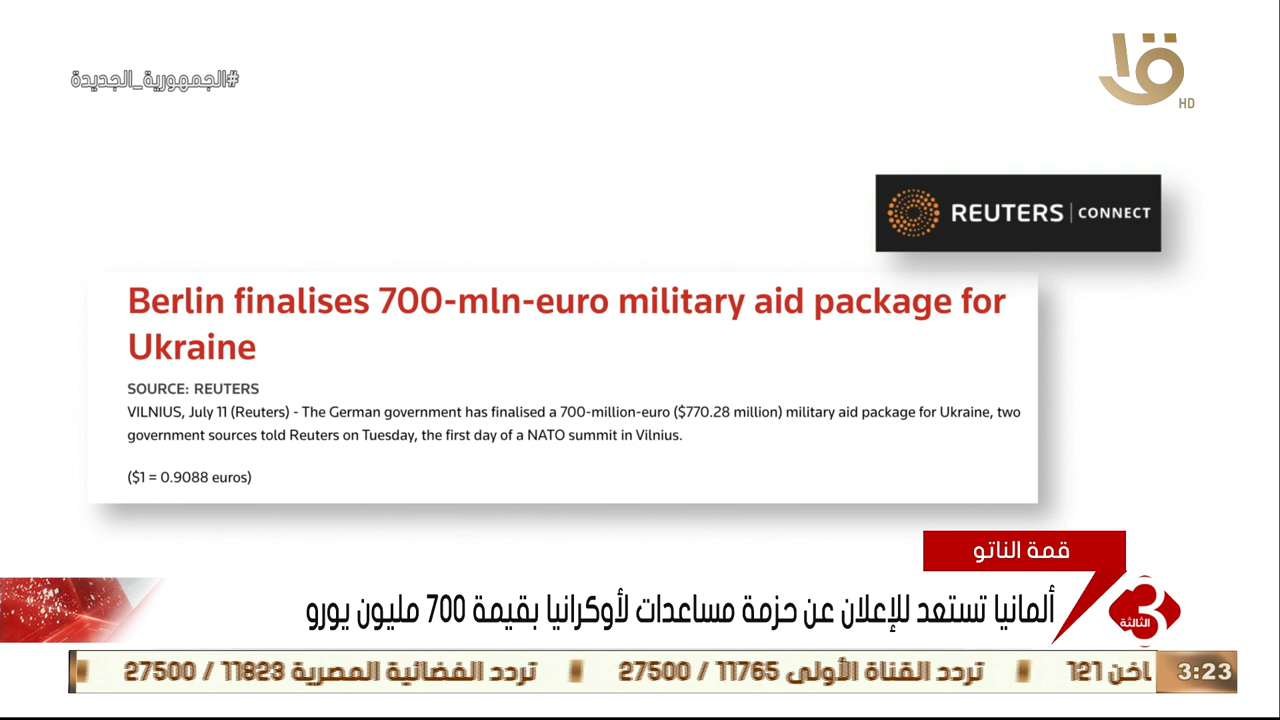 #الجمهورية_الجديدة
HD
REUTERS | CONNECT
Berlin finalises 700-mln-euro military aid package for
Ukraine
SOURCE: REUTERS
VILNIUS, July 11 (Reuters) - The German government has finalised a 700-million-euro ($770.28 million) military aid package for Ukraine, two
government sources told Reuters on Tuesday, the first day of a NATO summit in Vilnius.
($1 = 0.9088 euros)
قمة الناتو
ألمانيا تستعد للإعلان عن حزمة مساعدات لأوكرانيا بقيمة 700 مليون يورو
3 الثالثة
3:23
اخن 121 تردد القناة الأولى 11765 / 27500 تردد الفضائية المصرية 11823 / 27500